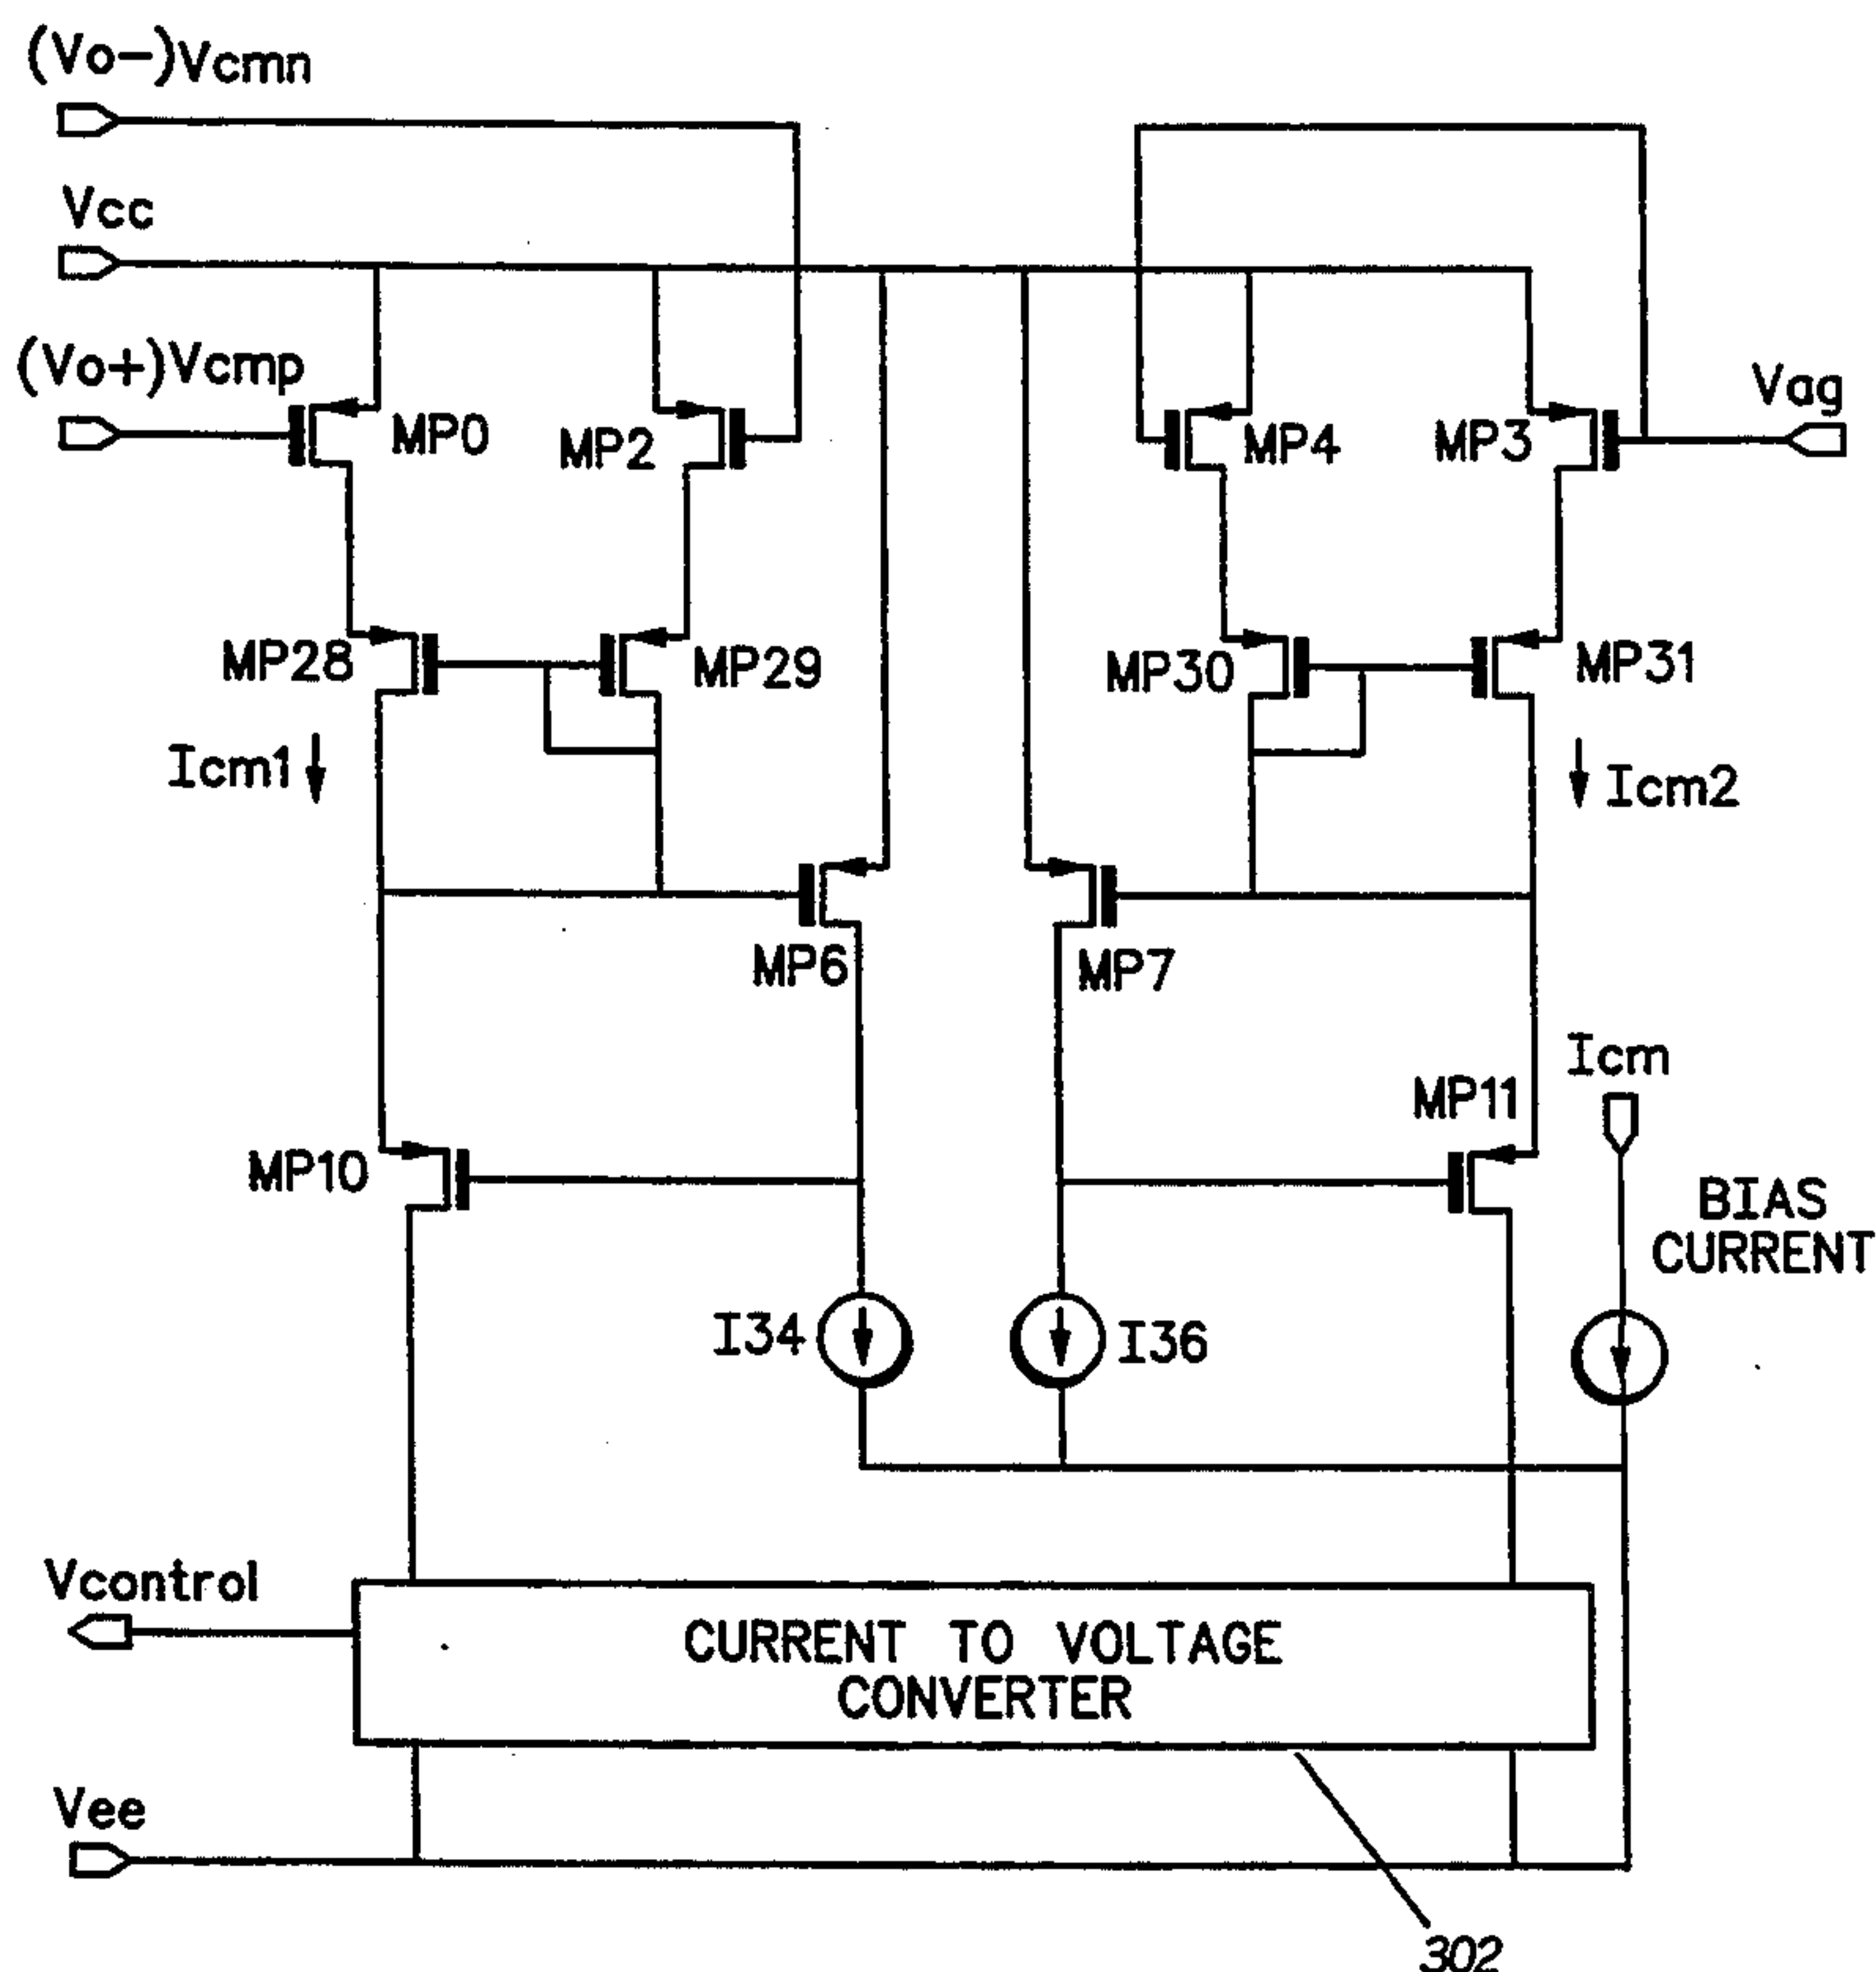 (Vo-)Vcmn
Vcc
(Vo+)Vcmp
Vag
MP0
MP2
MP4
MP3
MP28
MP29
MP30
MP31
Icm1
Icm2
MP6
MP7
Icm
MP11
MP10
BIAS
CURRENT
I34
I36
Vcontrol
CURRENT TO VOLTAGE
CONVERTER
Vee
302